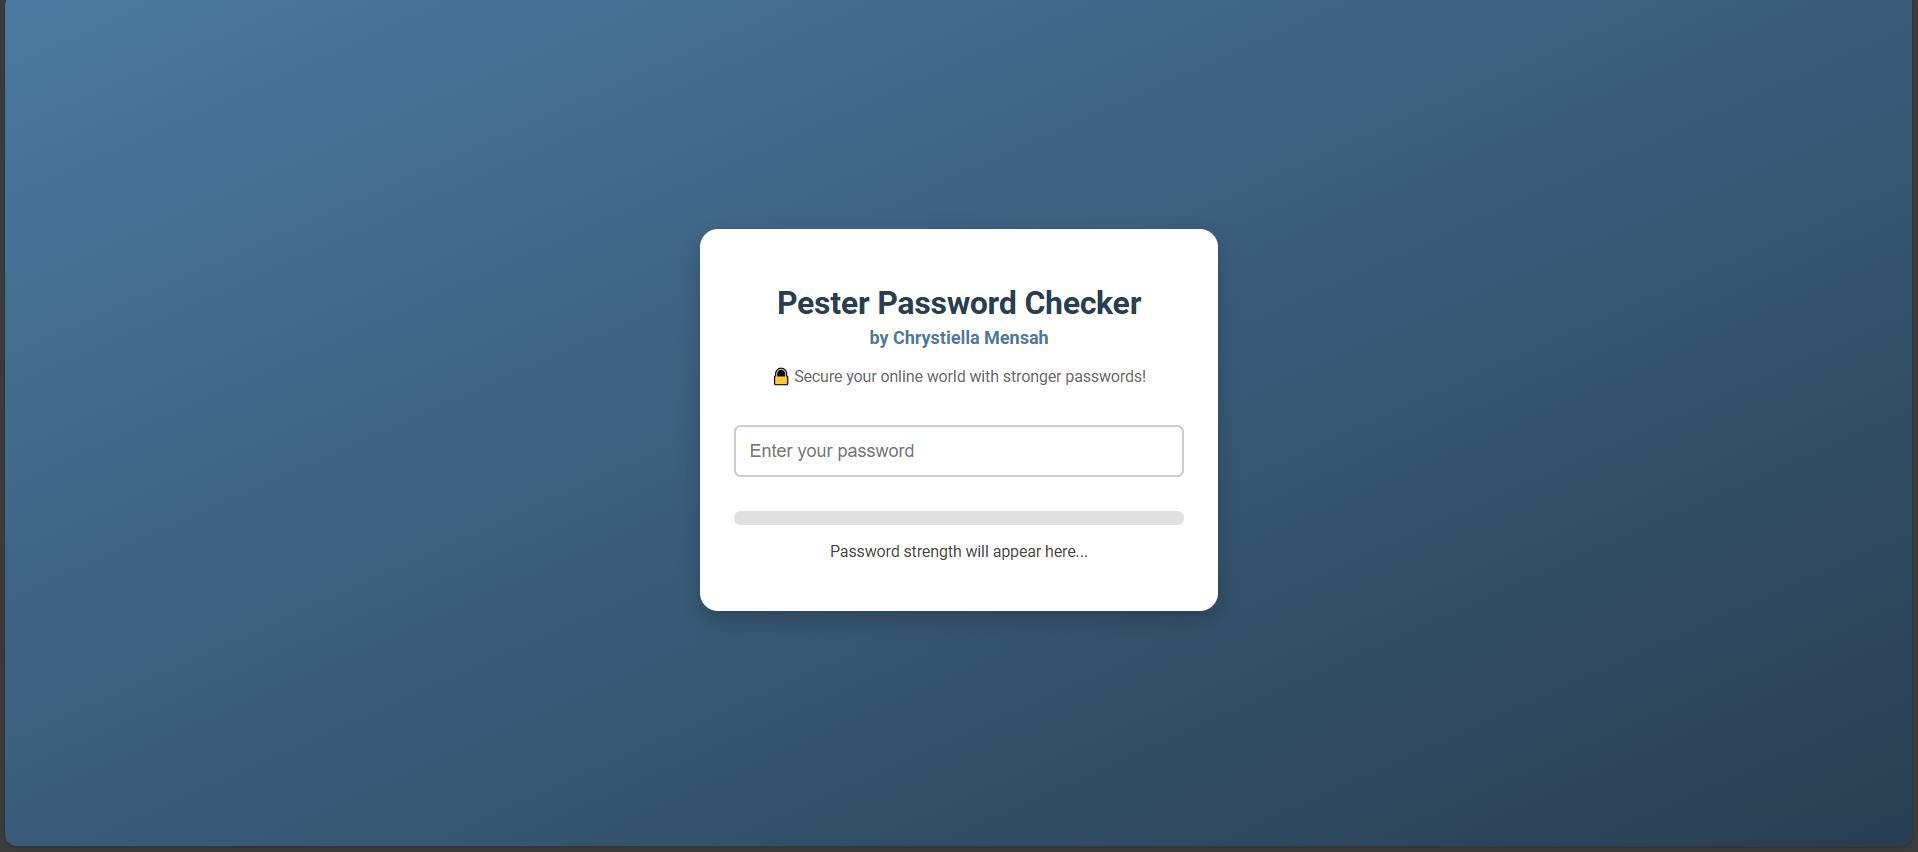 Pester Password Checker
by Chrystiella Mensah
🔒 Secure your online world with stronger passwords!
Enter your password
Password strength will appear here...